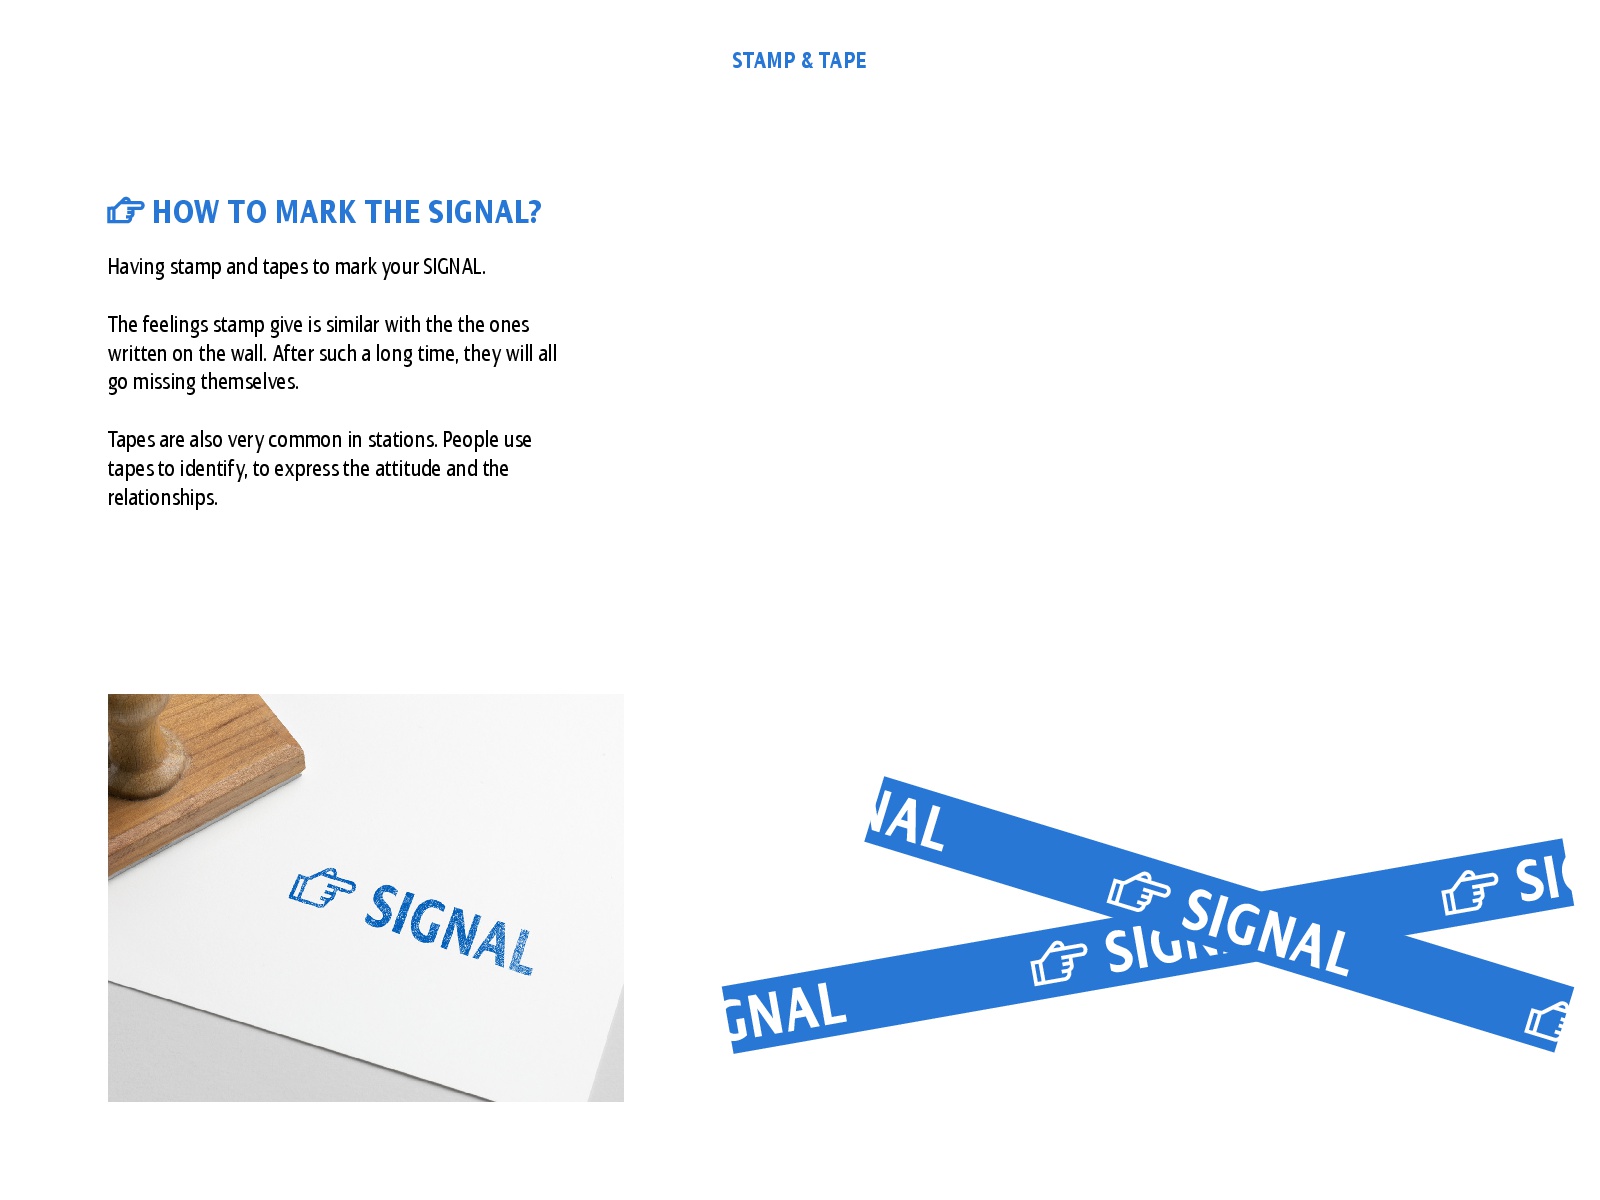 STAMP & TAPE
☞ HOW TO MARK THE SIGNAL?
Having stamp and tapes to mark your SIGNAL.
The feelings stamp give is similar with the the ones
written on the wall. After such a long time, they will all
go missing themselves.
Tapes are also very common in stations. People use
tapes to identify, to express the attitude and the
relationships.
SIGNAL
NAL
SIGNAL
SIG
SIGN
GNAL